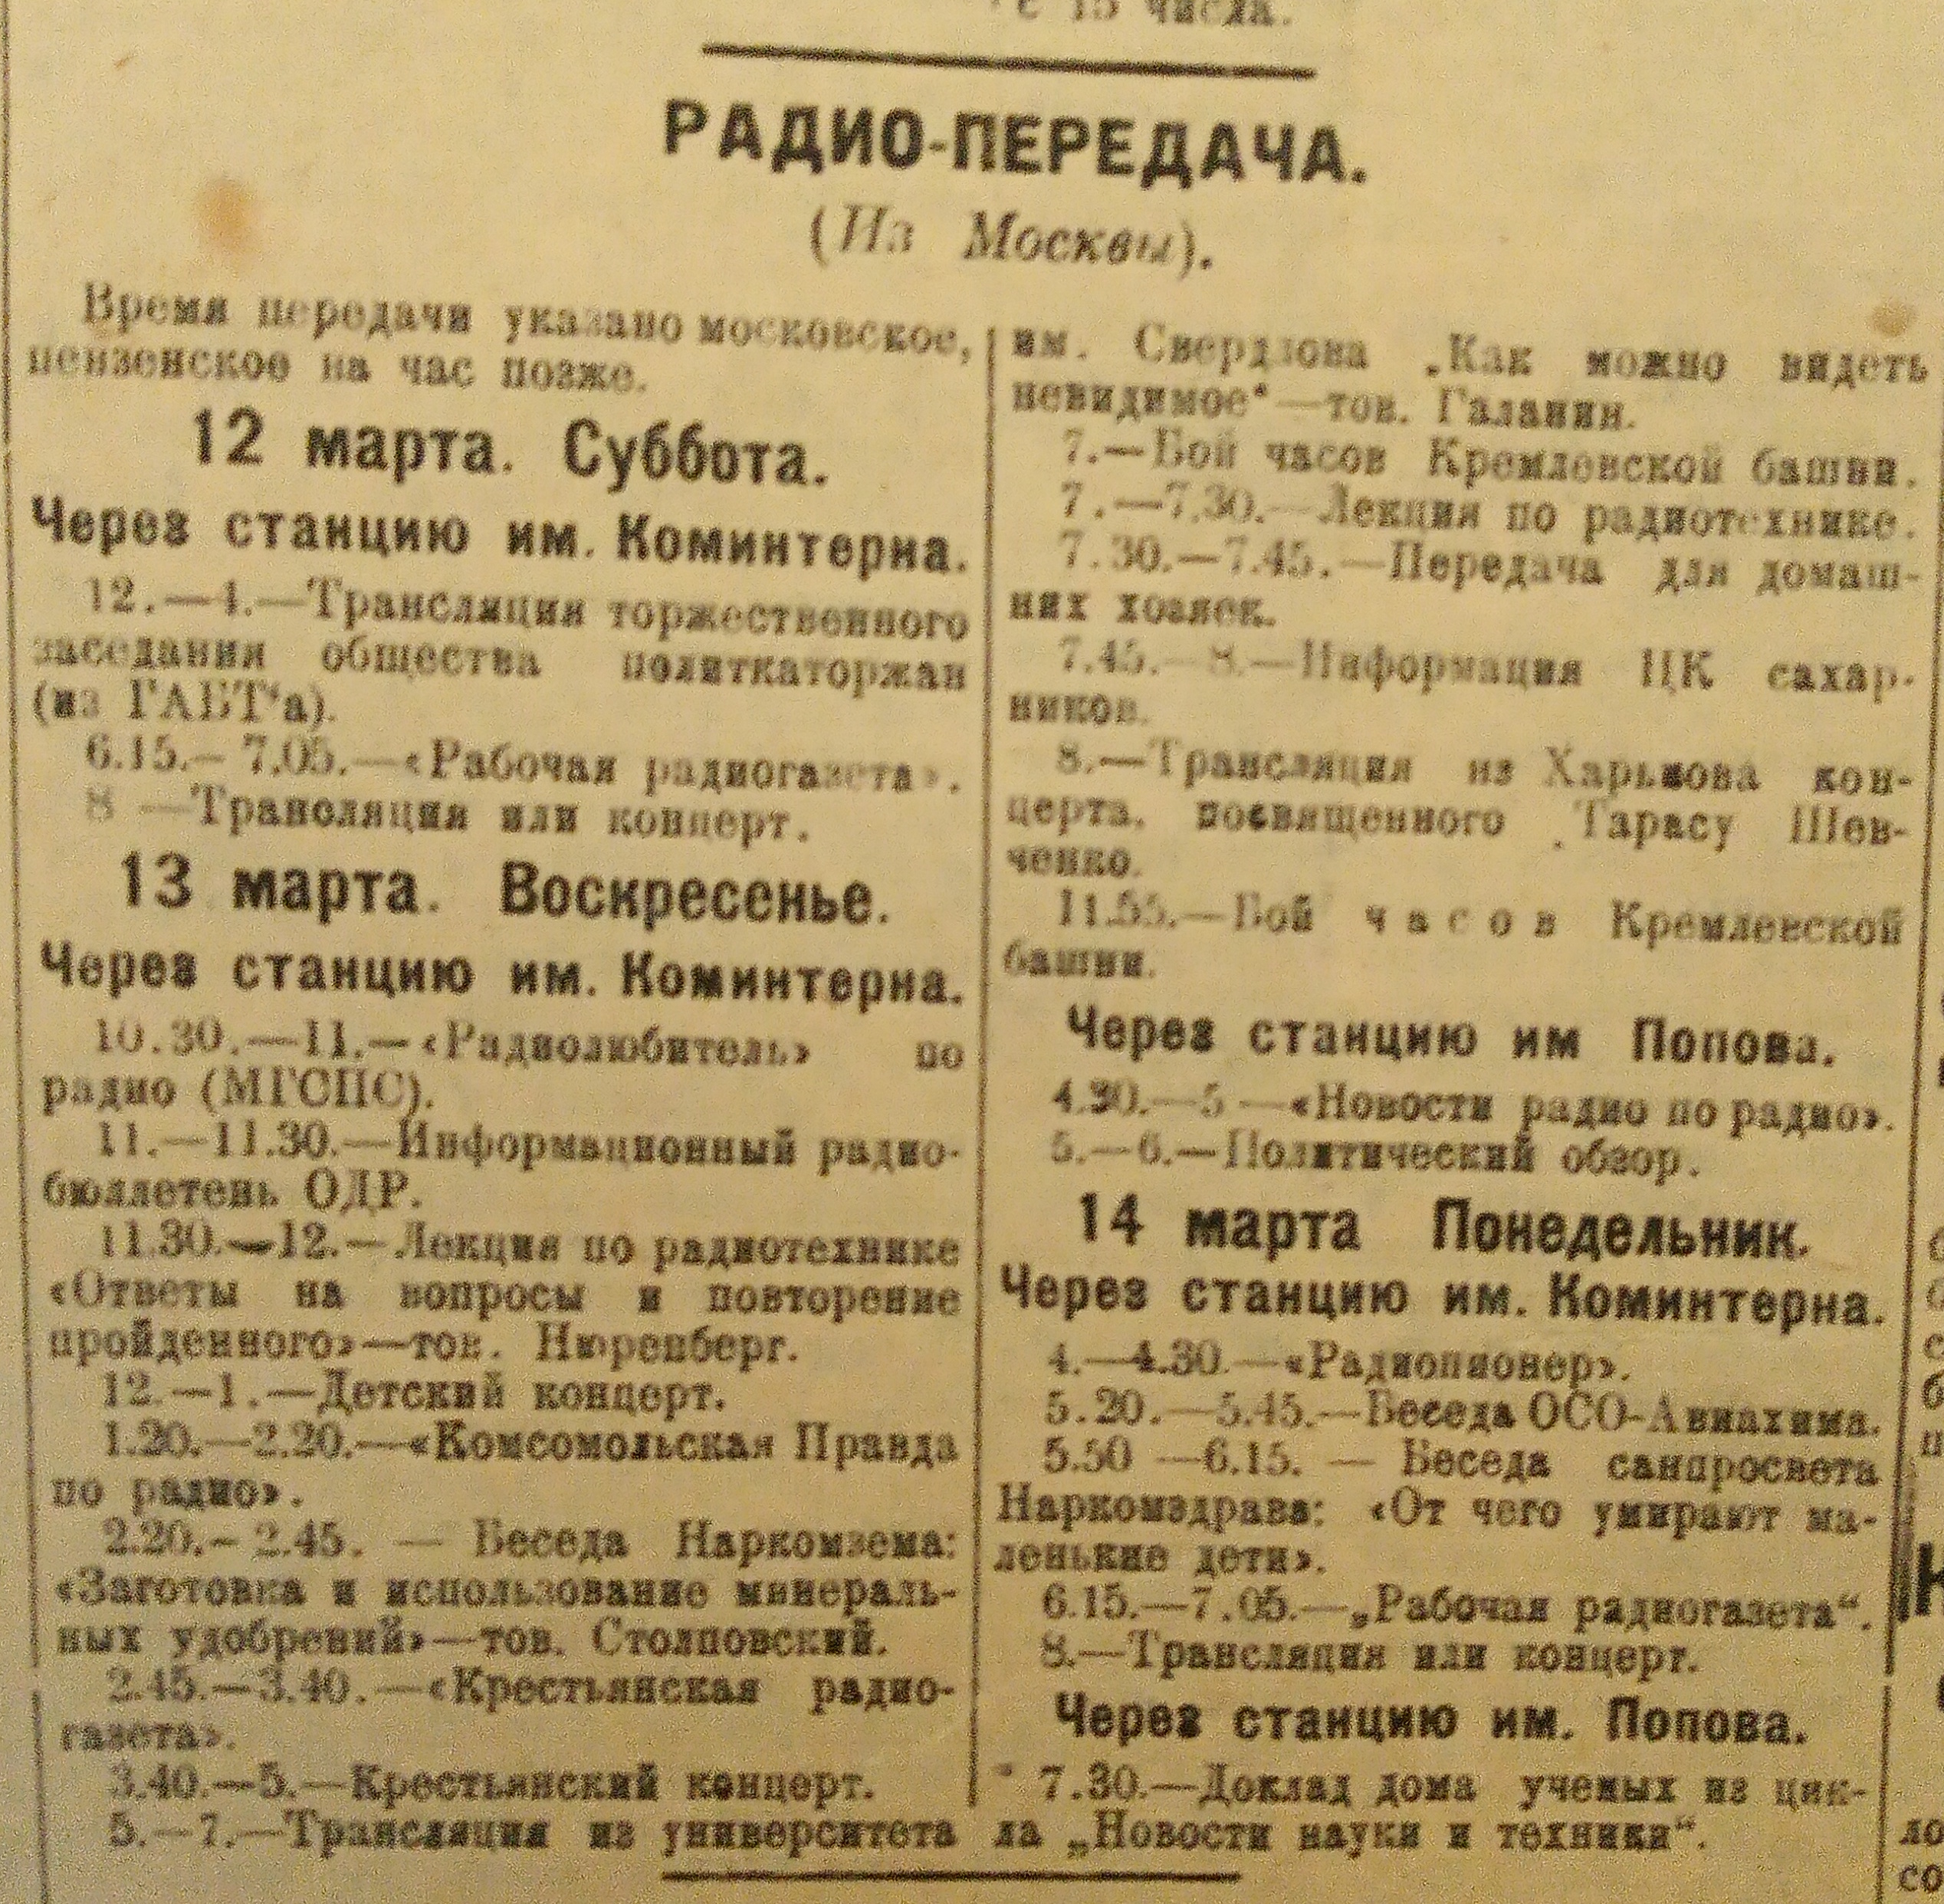 с 15 числа.
РАДИО-ПЕРЕДАЧА.
(Из Москвы).
Время передачи указано московское,
пензенское на час позже.
12 марта. Суббота.
Через станцию им. Коминтерна.
12.—1.—Трансляция торжественного
заседания общества политкаторжан
(из ГАБТ'а).
6.15.—7.05.—«Рабочая радиогазета».
8 —Трансляция или концерт.
13 марта. Воскресенье.
Через станцию им. Коминтерна.
10.30.—11.—«Радиолюбитель» по
радио (МГСПС).
11.—11.30.—Информационный радио-
бюллетень ОДР.
11.30.—12.—Лекция по радиотехнике
«Ответы на вопросы и повторение
пройденного»—тов. Нюренберг.
12.—1.—Детский концерт.
1.20.—2.20.—«Комсомольская Правда
по радио».
2.20.—2.45. — Беседа Наркомзема:
«Заготовка и использование минераль-
ных удобрений»—тов. Столповский.
2.45.—3.40.—«Крестьянская радио-
газета».
3.40.—5.—Крестьянский концерт.
5.—7.—Трансляция из университета
им. Свердлова „Как можно видеть
невидимое“—тов. Галанин.
7.—Бой часов Кремлевской башни.
7.—7.30.—Лекция по радиотехнике.
7.30.—7.45.—Передача для домаш-
них хозяек.
7.45.—8.—Информация ЦК сахар-
ников.
8.—Трансляция из Харькова кон-
церта, посвященного Тарасу Шев-
ченко.
11.55.—Бой часов Кремлевской
башни.
Через станцию им Попова.
4.30.—5 —«Новости радио по радио».
5.—6.—Политический обзор.
14 марта Понедельник.
Через станцию им. Коминтерна.
4.—4.30.—«Радиопионер».
5.20.—5.45.—Беседа ОСО-Авиахима.
5.50 —6.15. — Беседа санпросвета
Наркомздрава: «От чего умирают ма-
ленькие дети».
6.15.—7.05.—„Рабочая радиогазета“.
8.—Трансляция или концерт.
Через станцию им. Попова.
7.30.—Доклад дома ученых из цик-
ла „Новости науки и техники“.